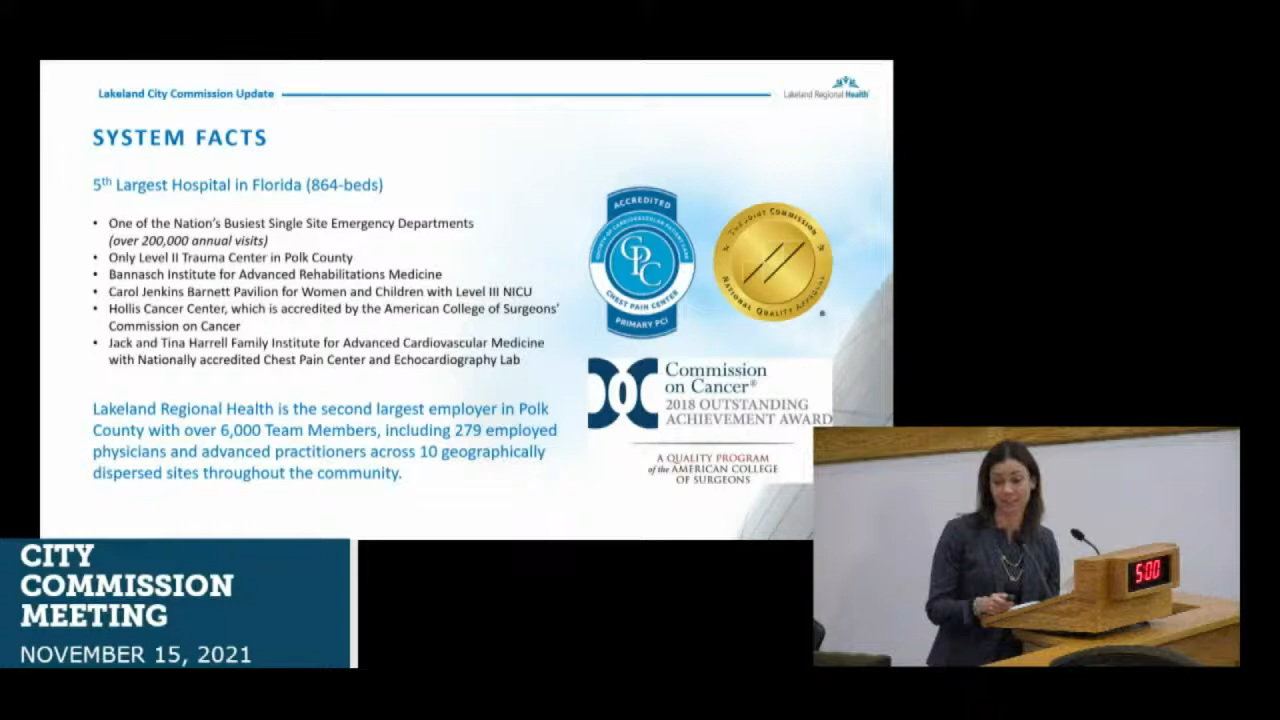 Lakeland City Commission Update
Lakeland Regional Health
SYSTEM FACTS
5th Largest Hospital in Florida (864-beds)
• One of the Nation's Busiest Single Site Emergency Departments
(over 200,000 annual visits)
• Only Level II Trauma Center in Polk County
• Bannasch Institute for Advanced Rehabilitations Medicine
• Carol Jenkins Barnett Pavilion for Women and Children with Level III NICU
• Hollis Cancer Center, which is accredited by the American College of Surgeons'
Commission on Cancer
• Jack and Tina Harrell Family Institute for Advanced Cardiovascular Medicine
with Nationally accredited Chest Pain Center and Echocardiography Lab
Lakeland Regional Health is the second largest employer in Polk
County with over 6,000 Team Members, including 279 employed
physicians and advanced practitioners across 10 geographically
dispersed sites throughout the community.
ACCREDITED
SOCIETY OF CARDIOVASCULAR PATIENT CARE
CPC
CHEST PAIN CENTER
PRIMARY PCI
The Joint Commission
National Quality Approval
®
Commission
on Cancer®
2018 OUTSTANDING
ACHIEVEMENT AWARD
A QUALITY PROGRAM
of the AMERICAN COLLEGE
OF SURGEONS
5:00
CITY
COMMISSION
MEETING
NOVEMBER 15, 2021